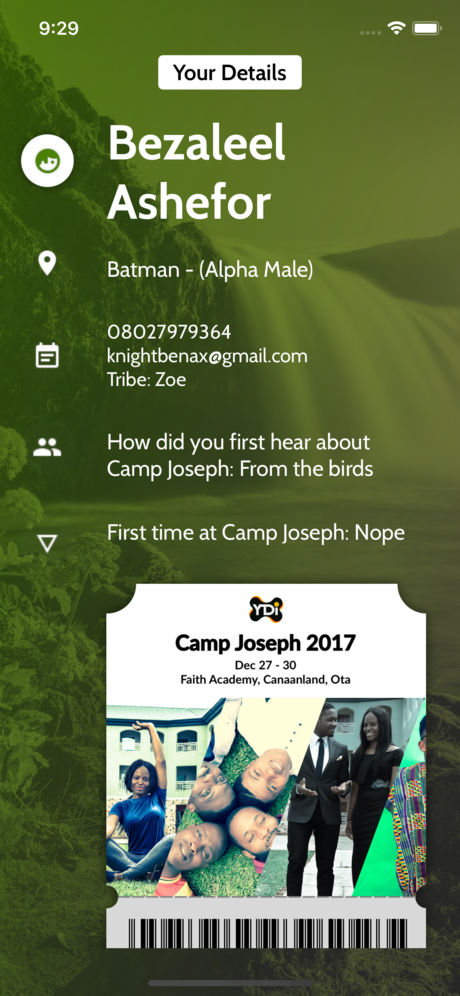 9:29
Your Details
Bezaleel
Ashefor
Batman - (Alpha Male)
08027979364
knightbenax@gmail.com
Tribe: Zoe
How did you first hear about
Camp Joseph: From the birds
First time at Camp Joseph: Nope
YDi
Camp Joseph 2017
Dec 27 - 30
Faith Academy, Canaanland, Ota